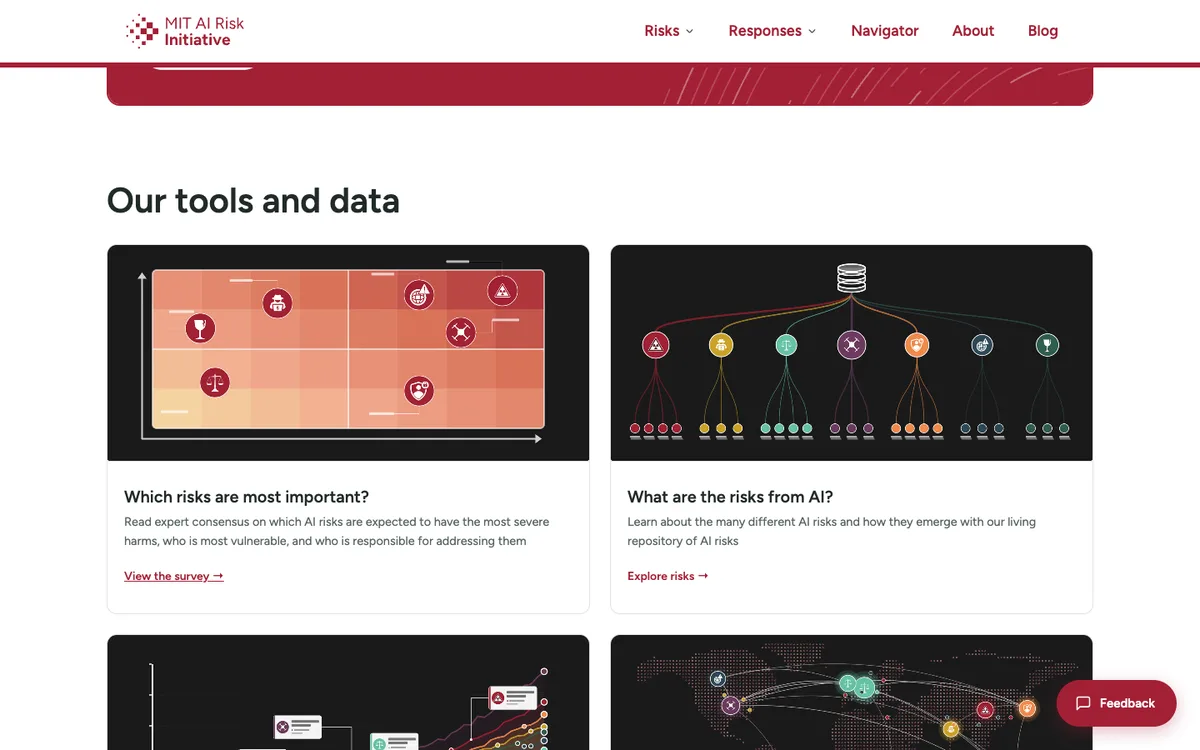 MIT AI Risk
Initiative
Risks
Responses
Navigator
About
Blog
Our tools and data
Which risks are most important?
Read expert consensus on which AI risks are expected to have the most severe
harms, who is most vulnerable, and who is responsible for addressing them
View the survey →
What are the risks from AI?
Learn about the many different AI risks and how they emerge with our living
repository of AI risks
Explore risks →
Feedback